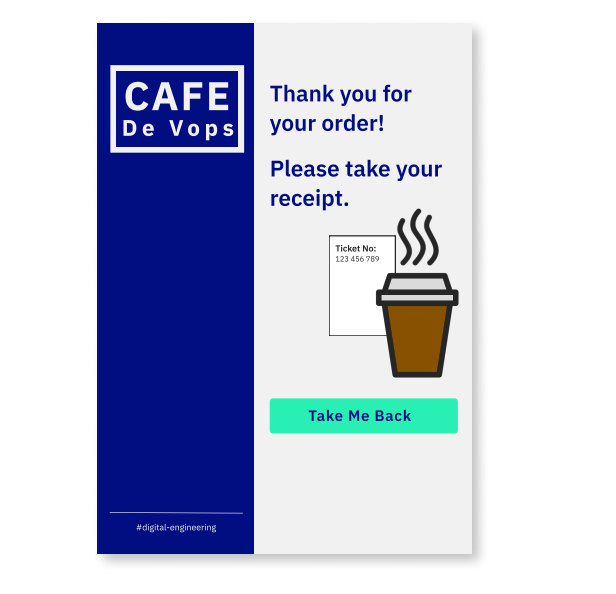 CAFE
De Vops
Thank you for
your order!
Please take your
receipt.
Ticket No:
123 456 789
Take Me Back
#digital-engineering